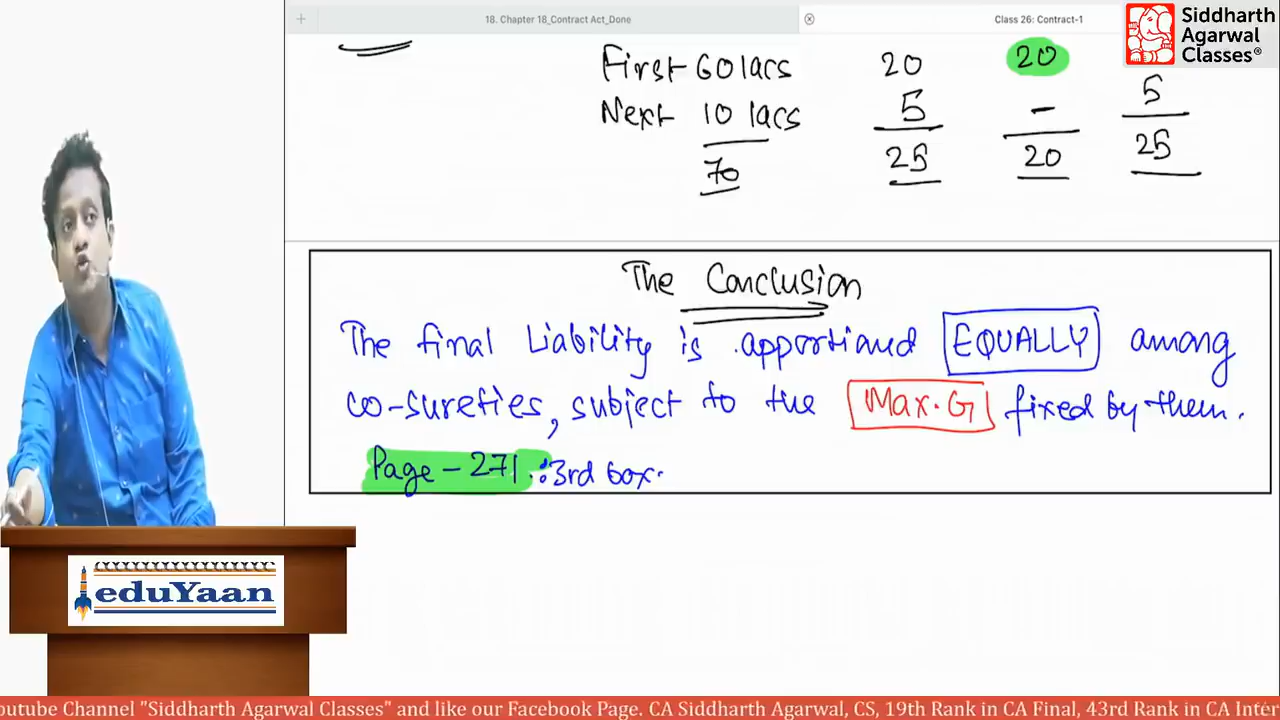 18. Chapter 18_Contract Act_Done
Class 26: Contract-1
Siddharth
Agarwal
Classes®
First 60 lacs 20 20
Next 10 lacs 5 - 5
70 25 20 25
The Conclusion
The final Liability is apportioned EQUALLY among
co-sureties, subject to the Max. G fixed by them.
Page - 271 : 3rd box.
eduYaan
outube Channel "Siddharth Agarwal Classes" and like our Facebook Page. CA Siddharth Agarwal, CS, 19th Rank in CA Final, 43rd Rank in CA Inter